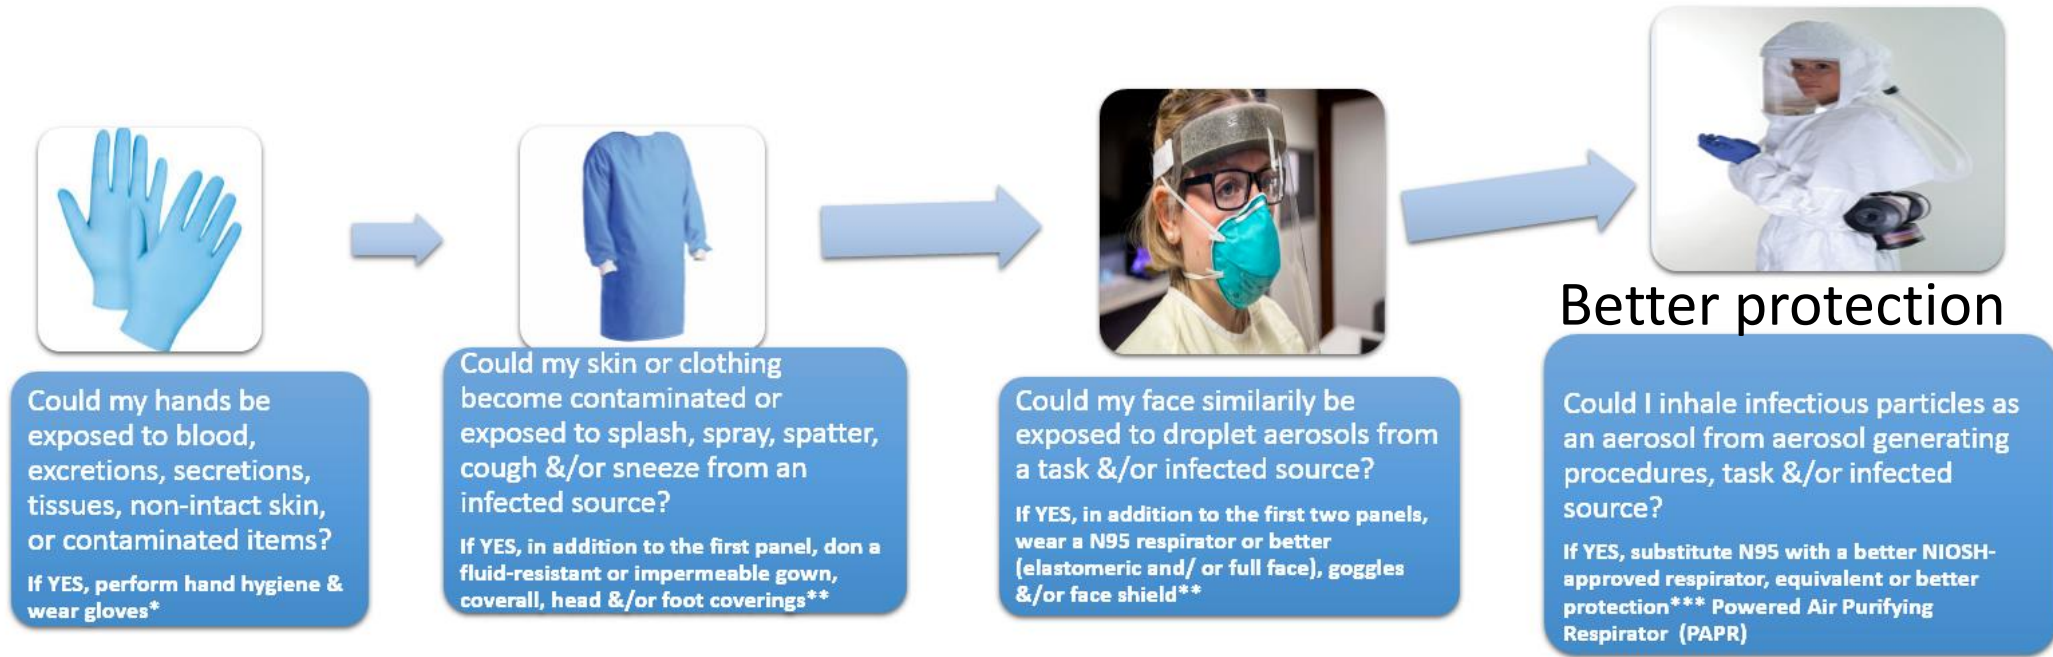 Could my hands be
exposed to blood,
excretions, secretions,
tissues, non-intact skin,
or contaminated items?
If YES, perform hand hygiene &
wear gloves*
Could my skin or clothing
become contaminated or
exposed to splash, spray, spatter,
cough &/or sneeze from an
infected source?
If YES, in addition to the first panel, don a
fluid-resistant or impermeable gown,
coverall, head &/or foot coverings**
Could my face similarily be
exposed to droplet aerosols from
a task &/or infected source?
If YES, in addition to the first two panels,
wear a N95 respirator or better
(elastomeric and/ or full face), goggles
&/or face shield**
Better protection
Could I inhale infectious particles as
an aerosol from aerosol generating
procedures, task &/or infected
source?
If YES, substitute N95 with a better NIOSH-
approved respirator, equivalent or better
protection*** Powered Air Purifying
Respirator (PAPR)